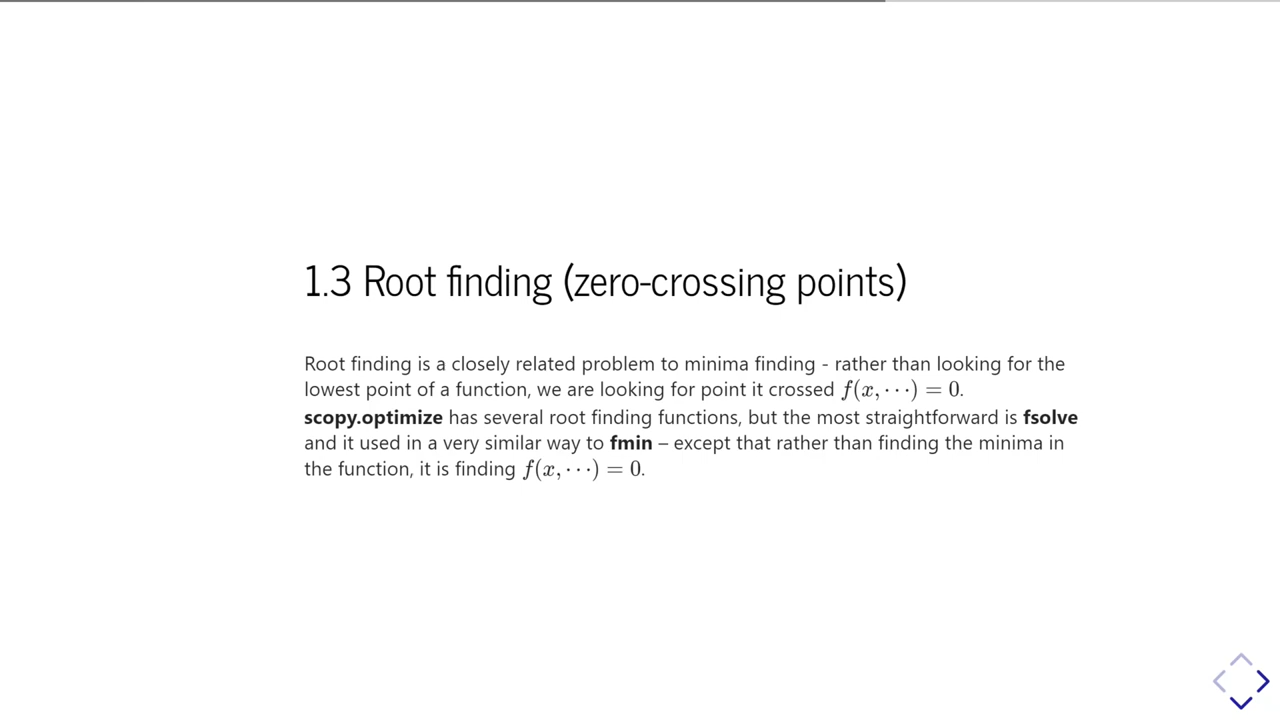 1.3 Root finding (zero-crossing points)
Root finding is a closely related problem to minima finding - rather than looking for the
lowest point of a function, we are looking for point it crossed f(x, ⋯) = 0.
scopy.optimize has several root finding functions, but the most straightforward is fsolve
and it used in a very similar way to fmin – except that rather than finding the minima in
the function, it is finding f(x, ⋯) = 0.